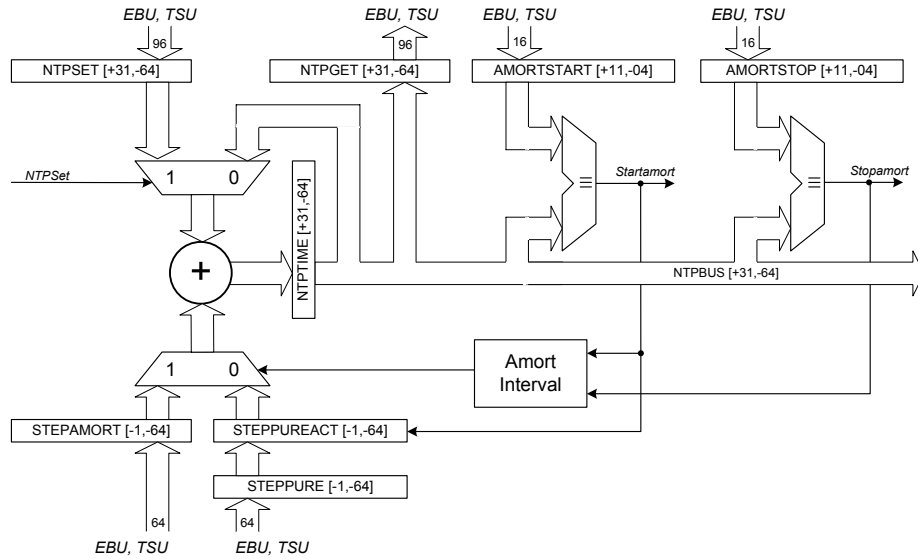 EBU, TSU
EBU, TSU
EBU, TSU
EBU, TSU
96
96
16
16
NTPSET [+31,-64]
NTPGET [+31,-64]
AMORTSTART [+11,-04]
AMORTSTOP [+11,-04]
NTPSet
1 0
Startamort
Stopamort
NTPTIME [+31,-64]
+
NTPBUS [+31,-64]
1 0
Amort
Interval
STEPAMORT [-1,-64]
STEPPUREACT [-1,-64]
STEPPURE [-1,-64]
64
64
EBU, TSU
EBU, TSU